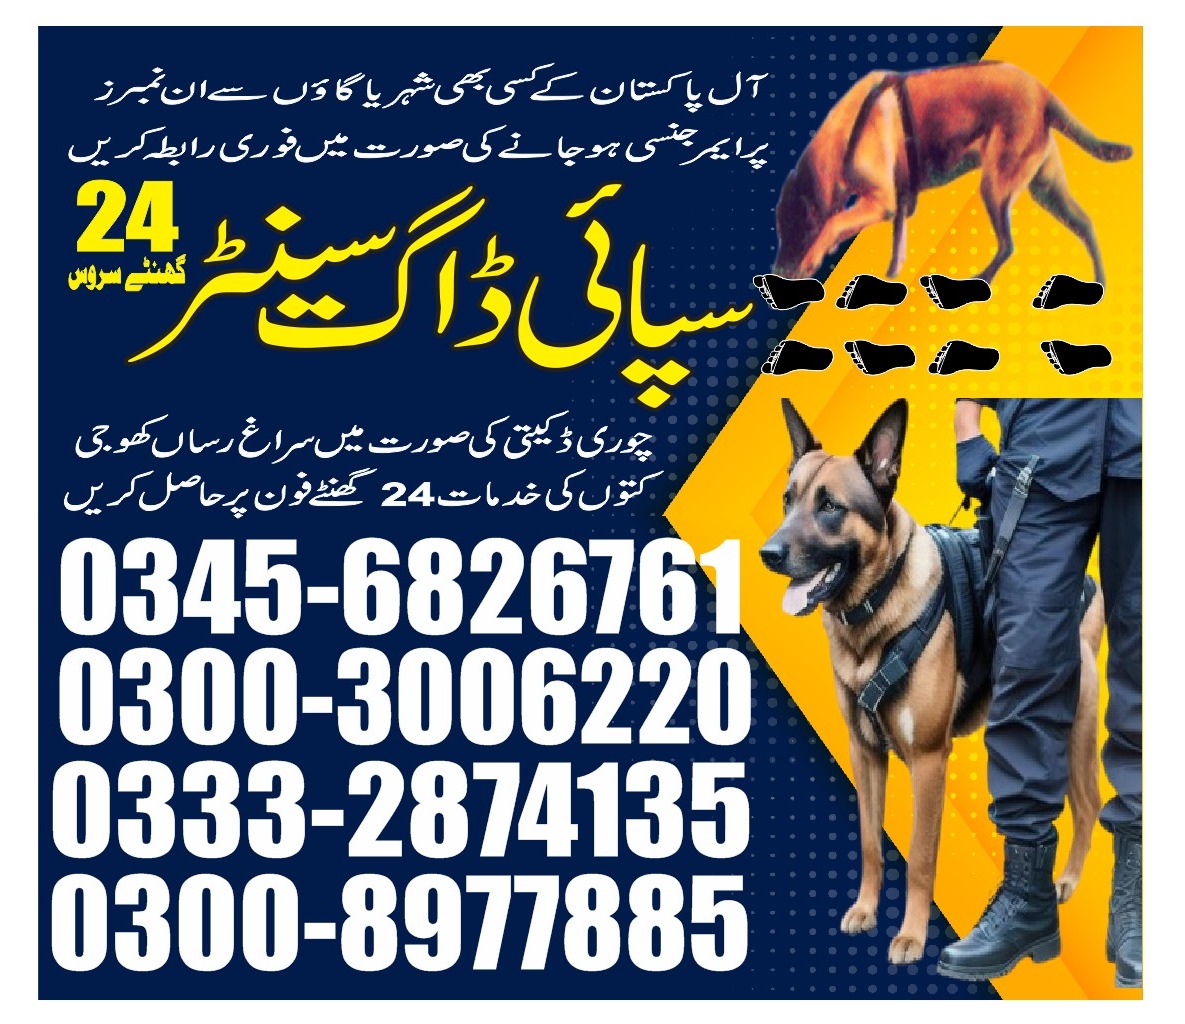 آل پاکستان کے کسی بھی شہر یا گاؤں سے ان نمبرز
پر ایمرجنسی ہو جانے کی صورت میں فوری رابطہ کریں
سپائی ڈاگ سینٹر
24
گھنٹے سروس
چوری ڈکیتی کی صورت میں سراغ رساں کھوجی
کتوں کی خدمات 24 گھنٹے فون پر حاصل کریں
0345-6826761
0300-3006220
0333-2874135
0300-8977885